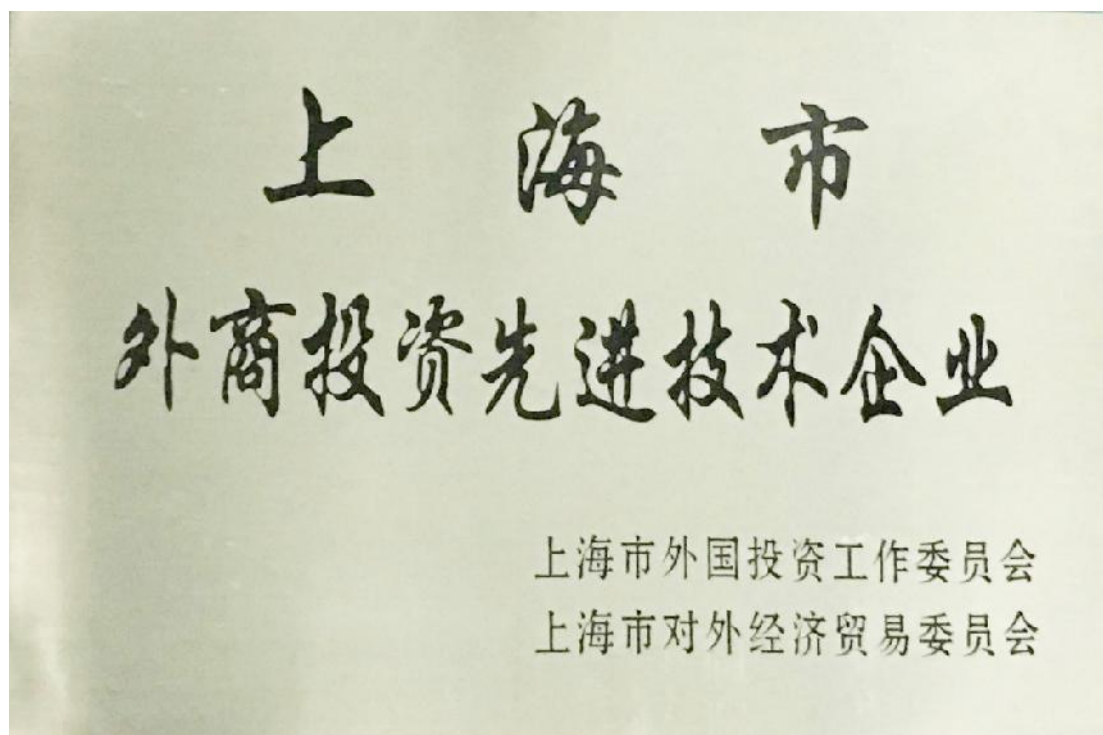 上海市
外商投资先进技术企业
上海市外国投资工作委员会
上海市对外经济贸易委员会